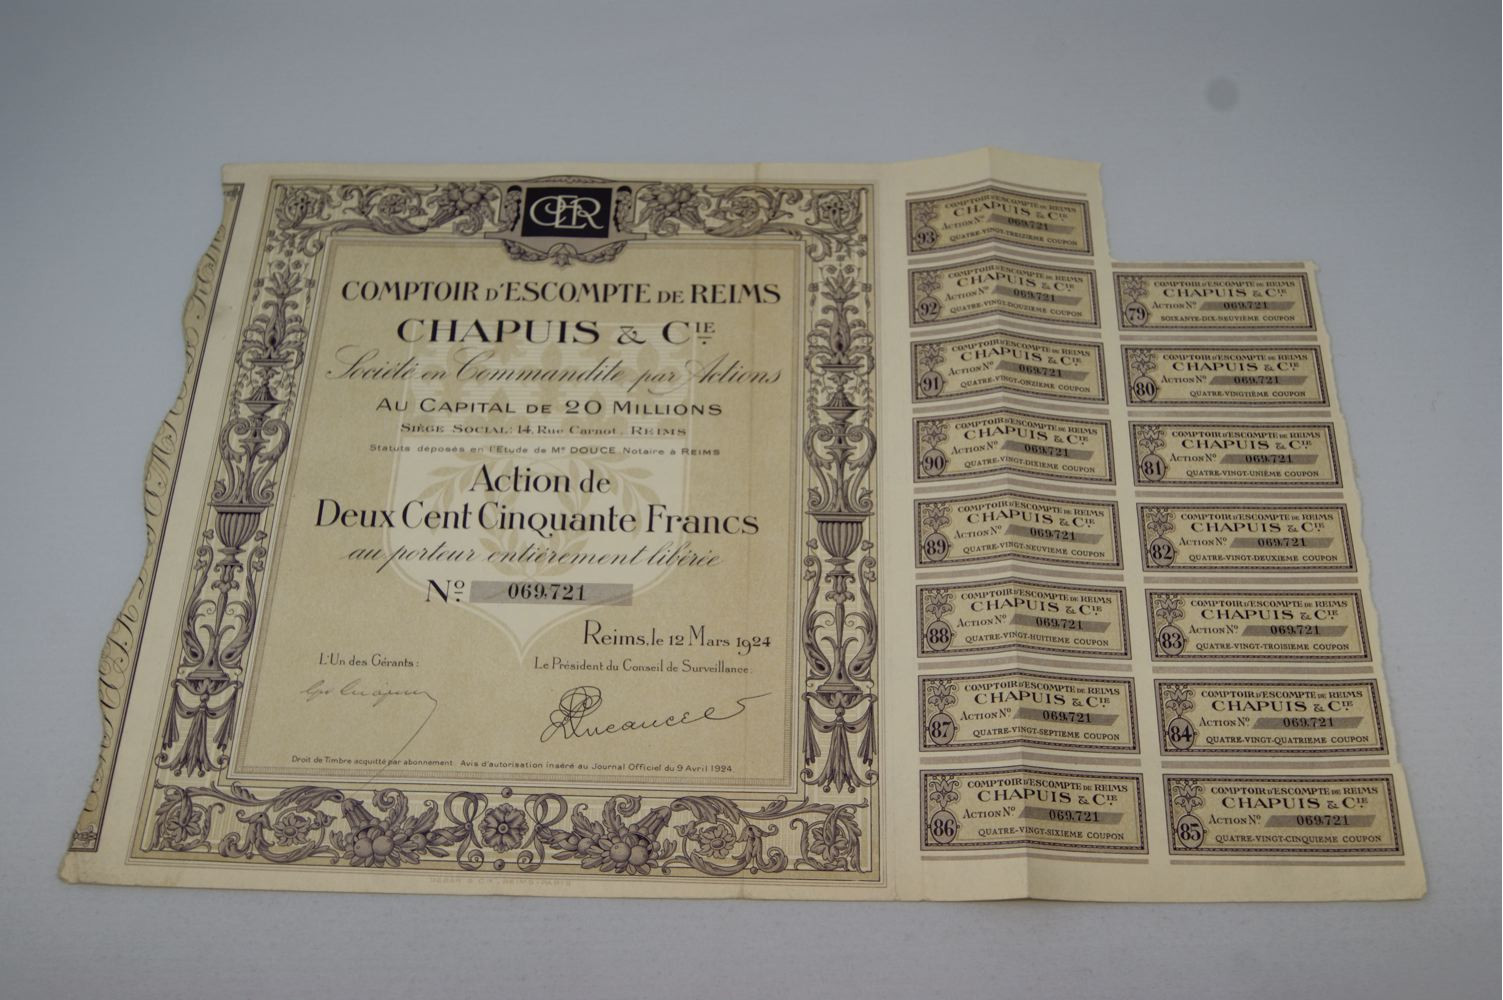 COMPTOIR D'ESCOMPTE DE REIMS
CHAPUIS & CIE
Société en Commandite par Actions
AU CAPITAL DE 20 MILLIONS
SIÈGE SOCIAL: 14, Rue Carnot, REIMS
Statuts déposés en l'Etude de Me DOUCE, Notaire à REIMS
Action de
Deux Cent Cinquante Francs
au porteur entièrement libérée
No 069.721
Reims, le 12 Mars 1924
L'Un des Gérants:
Le Président du Conseil de Surveillance:
Droit de Timbre acquitté par abonnement. Avis d'autorisation inséré au Journal Officiel du 9 Avril 1924
COMPTOIR D'ESCOMPTE DE REIMS
CHAPUIS & CIE
ACTION No 069.721
93 QUATRE-VINGT-TREIZIEME COUPON
COMPTOIR D'ESCOMPTE DE REIMS
CHAPUIS & CIE
ACTION No 069.721
92 QUATRE-VINGT-DOUZIEME COUPON
COMPTOIR D'ESCOMPTE DE REIMS
CHAPUIS & CIE
ACTION No 069.721
91 QUATRE-VINGT-ONZIEME COUPON
COMPTOIR D'ESCOMPTE DE REIMS
CHAPUIS & CIE
ACTION No 069.721
90 QUATRE-VINGT-DIXIEME COUPON
COMPTOIR D'ESCOMPTE DE REIMS
CHAPUIS & CIE
ACTION No 069.721
89 QUATRE-VINGT-NEUVIEME COUPON
COMPTOIR D'ESCOMPTE DE REIMS
CHAPUIS & CIE
ACTION No 069.721
88 QUATRE-VINGT-HUITIEME COUPON
COMPTOIR D'ESCOMPTE DE REIMS
CHAPUIS & CIE
ACTION No 069.721
87 QUATRE-VINGT-SEPTIEME COUPON
COMPTOIR D'ESCOMPTE DE REIMS
CHAPUIS & CIE
ACTION No 069.721
86 QUATRE-VINGT-SIXIEME COUPON
COMPTOIR D'ESCOMPTE DE REIMS
CHAPUIS & CIE
ACTION No 069.721
79 SOIXANTE-DIX-NEUVIEME COUPON
COMPTOIR D'ESCOMPTE DE REIMS
CHAPUIS & CIE
ACTION No 069.721
80 QUATRE-VINGTIÈME COUPON
COMPTOIR D'ESCOMPTE DE REIMS
CHAPUIS & CIE
ACTION No 069.721
81 QUATRE-VINGT-UNIÈME COUPON
COMPTOIR D'ESCOMPTE DE REIMS
CHAPUIS & CIE
ACTION No 069.721
82 QUATRE-VINGT-DEUXIEME COUPON
COMPTOIR D'ESCOMPTE DE REIMS
CHAPUIS & CIE
ACTION No 069.721
83 QUATRE-VINGT-TROISIEME COUPON
COMPTOIR D'ESCOMPTE DE REIMS
CHAPUIS & CIE
ACTION No 069.721
84 QUATRE-VINGT-QUATRIEME COUPON
COMPTOIR D'ESCOMPTE DE REIMS
CHAPUIS & CIE
ACTION No 069.721
85 QUATRE-VINGT-CINQUIEME COUPON